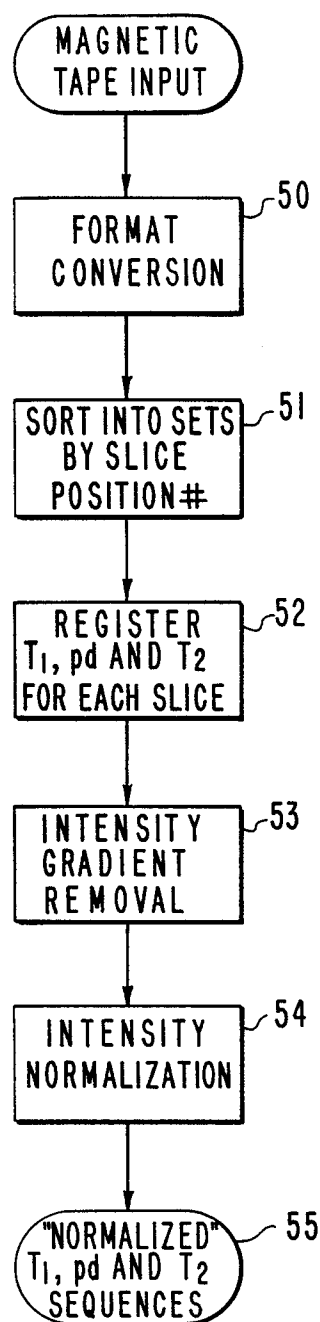 MAGNETIC
TAPE INPUT
50
FORMAT
CONVERSION
51
SORT INTO SETS
BY SLICE
POSITION#
52
REGISTER
T1, pd AND T2
FOR EACH SLICE
53
INTENSITY
GRADIENT
REMOVAL
54
INTENSITY
NORMALIZATION
55
"NORMALIZED"
T1, pd AND T2
SEQUENCES